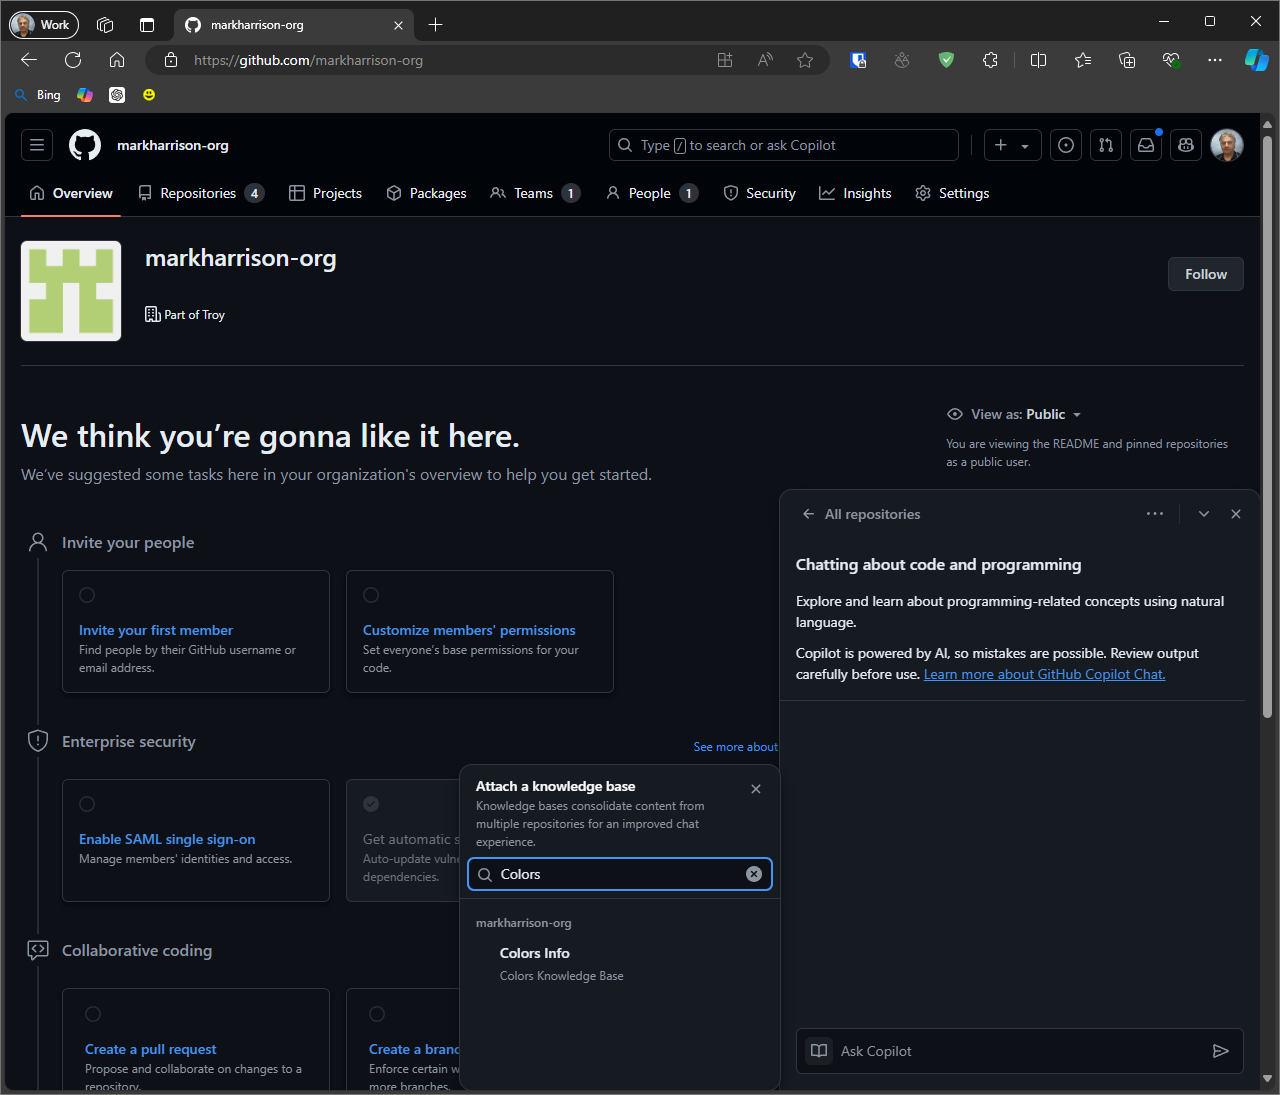 Work
markharrison-org
https://github.com/markharrison-org
Bing
markharrison-org
Type / to search or ask Copilot
Overview
Repositories 4
Projects
Packages
Teams 1
People 1
Security
Insights
Settings
markharrison-org
Follow
Part of Troy
View as: Public
You are viewing the README and pinned repositories
as a public user.
We think you’re gonna like it here.
We’ve suggested some tasks here in your organization's overview to help you get started.
Invite your people
Invite your first member
Find people by their GitHub username or
email address.
Customize members' permissions
Set everyone's base permissions for your
code.
Enterprise security
See more about
Enable SAML single sign-on
Manage members' identities and access.
Get automatic s
Auto-update vulne
dependencies.
Collaborative coding
Create a pull request
Propose and collaborate on changes to a
repository.
Create a branc
Enforce certain w
more branches.
Attach a knowledge base
Knowledge bases consolidate content from
multiple repositories for an improved chat
experience.
Colors
markharrison-org
Colors Info
Colors Knowledge Base
All repositories
Chatting about code and programming
Explore and learn about programming-related concepts using natural
language.
Copilot is powered by AI, so mistakes are possible. Review output
carefully before use. Learn more about GitHub Copilot Chat.
Ask Copilot